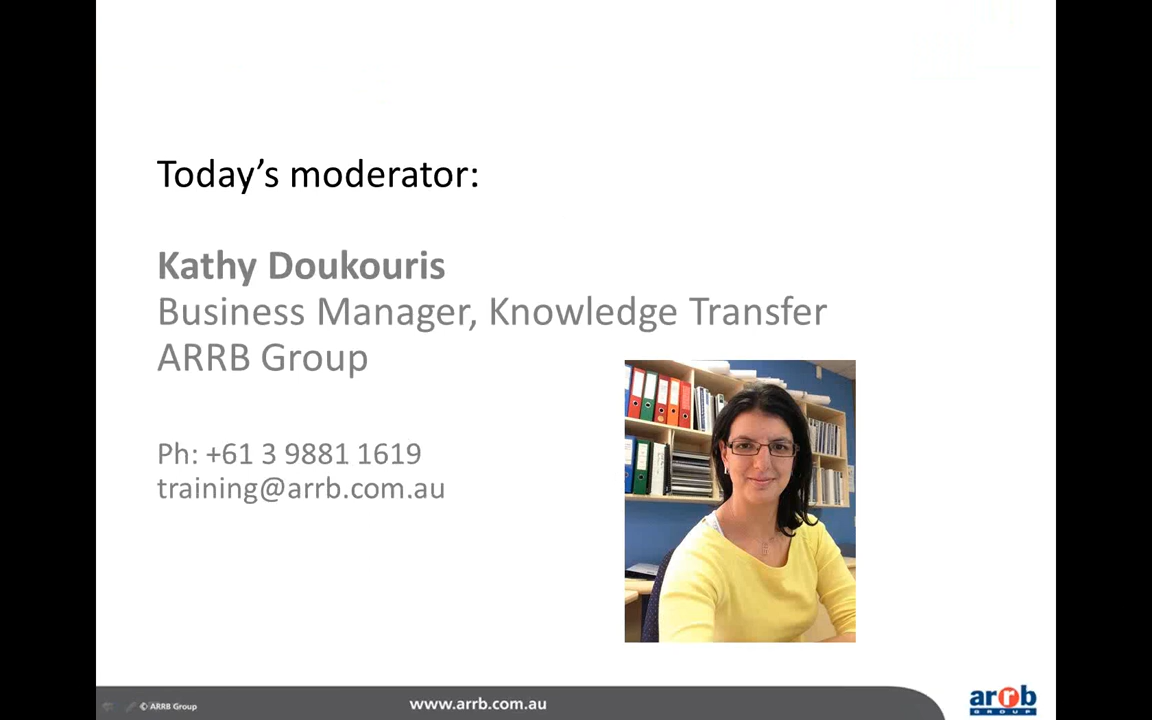 Today’s moderator:
Kathy Doukouris
Business Manager, Knowledge Transfer
ARRB Group
Ph: +61 3 9881 1619
training@arrb.com.au
© ARRB Group
www.arrb.com.au
arrb
GROUP